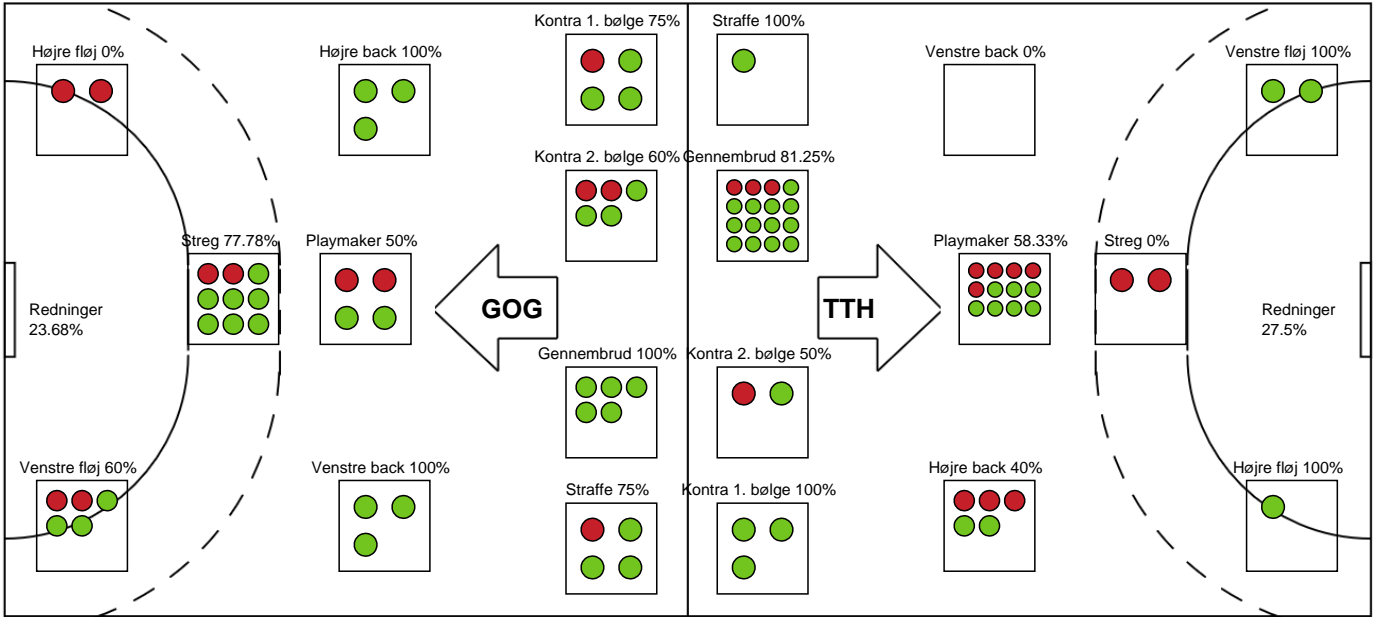 Kontra 1. bølge 75%
Straffe 100%
Højre fløj 0%
Højre back 100%
Venstre back 0%
Venstre fløj 100%
Kontra 2. bølge 60%
Gennembrud 81.25%
Streg 77.78%
Playmaker 50%
Playmaker 58.33%
Streg 0%
Redninger
23.68%
GOG
TTH
Redninger
27.5%
Gennembrud 100%
Kontra 2. bølge 50%
Venstre fløj 60%
Venstre back 100%
Højre back 40%
Højre fløj 100%
Straffe 75%
Kontra 1. bølge 100%